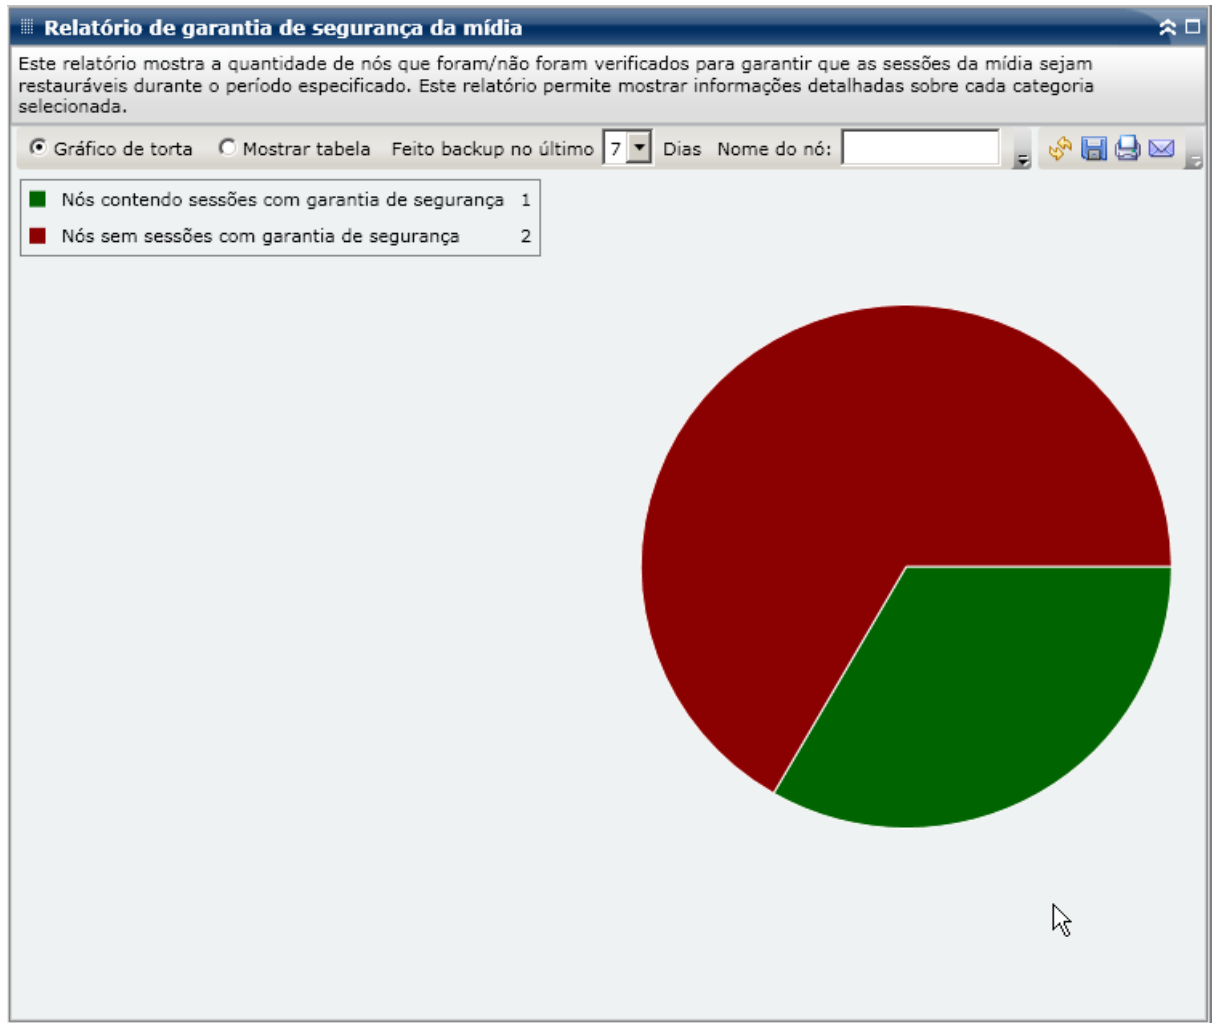 Relatório de garantia de segurança da mídia
Este relatório mostra a quantidade de nós que foram/não foram verificados para garantir que as sessões da mídia sejam
restauráveis durante o período especificado. Este relatório permite mostrar informações detalhadas sobre cada categoria
selecionada.
Gráfico de torta Mostrar tabela Feito backup no último 7 Dias Nome do nó:
Nós contendo sessões com garantia de segurança 1
Nós sem sessões com garantia de segurança 2